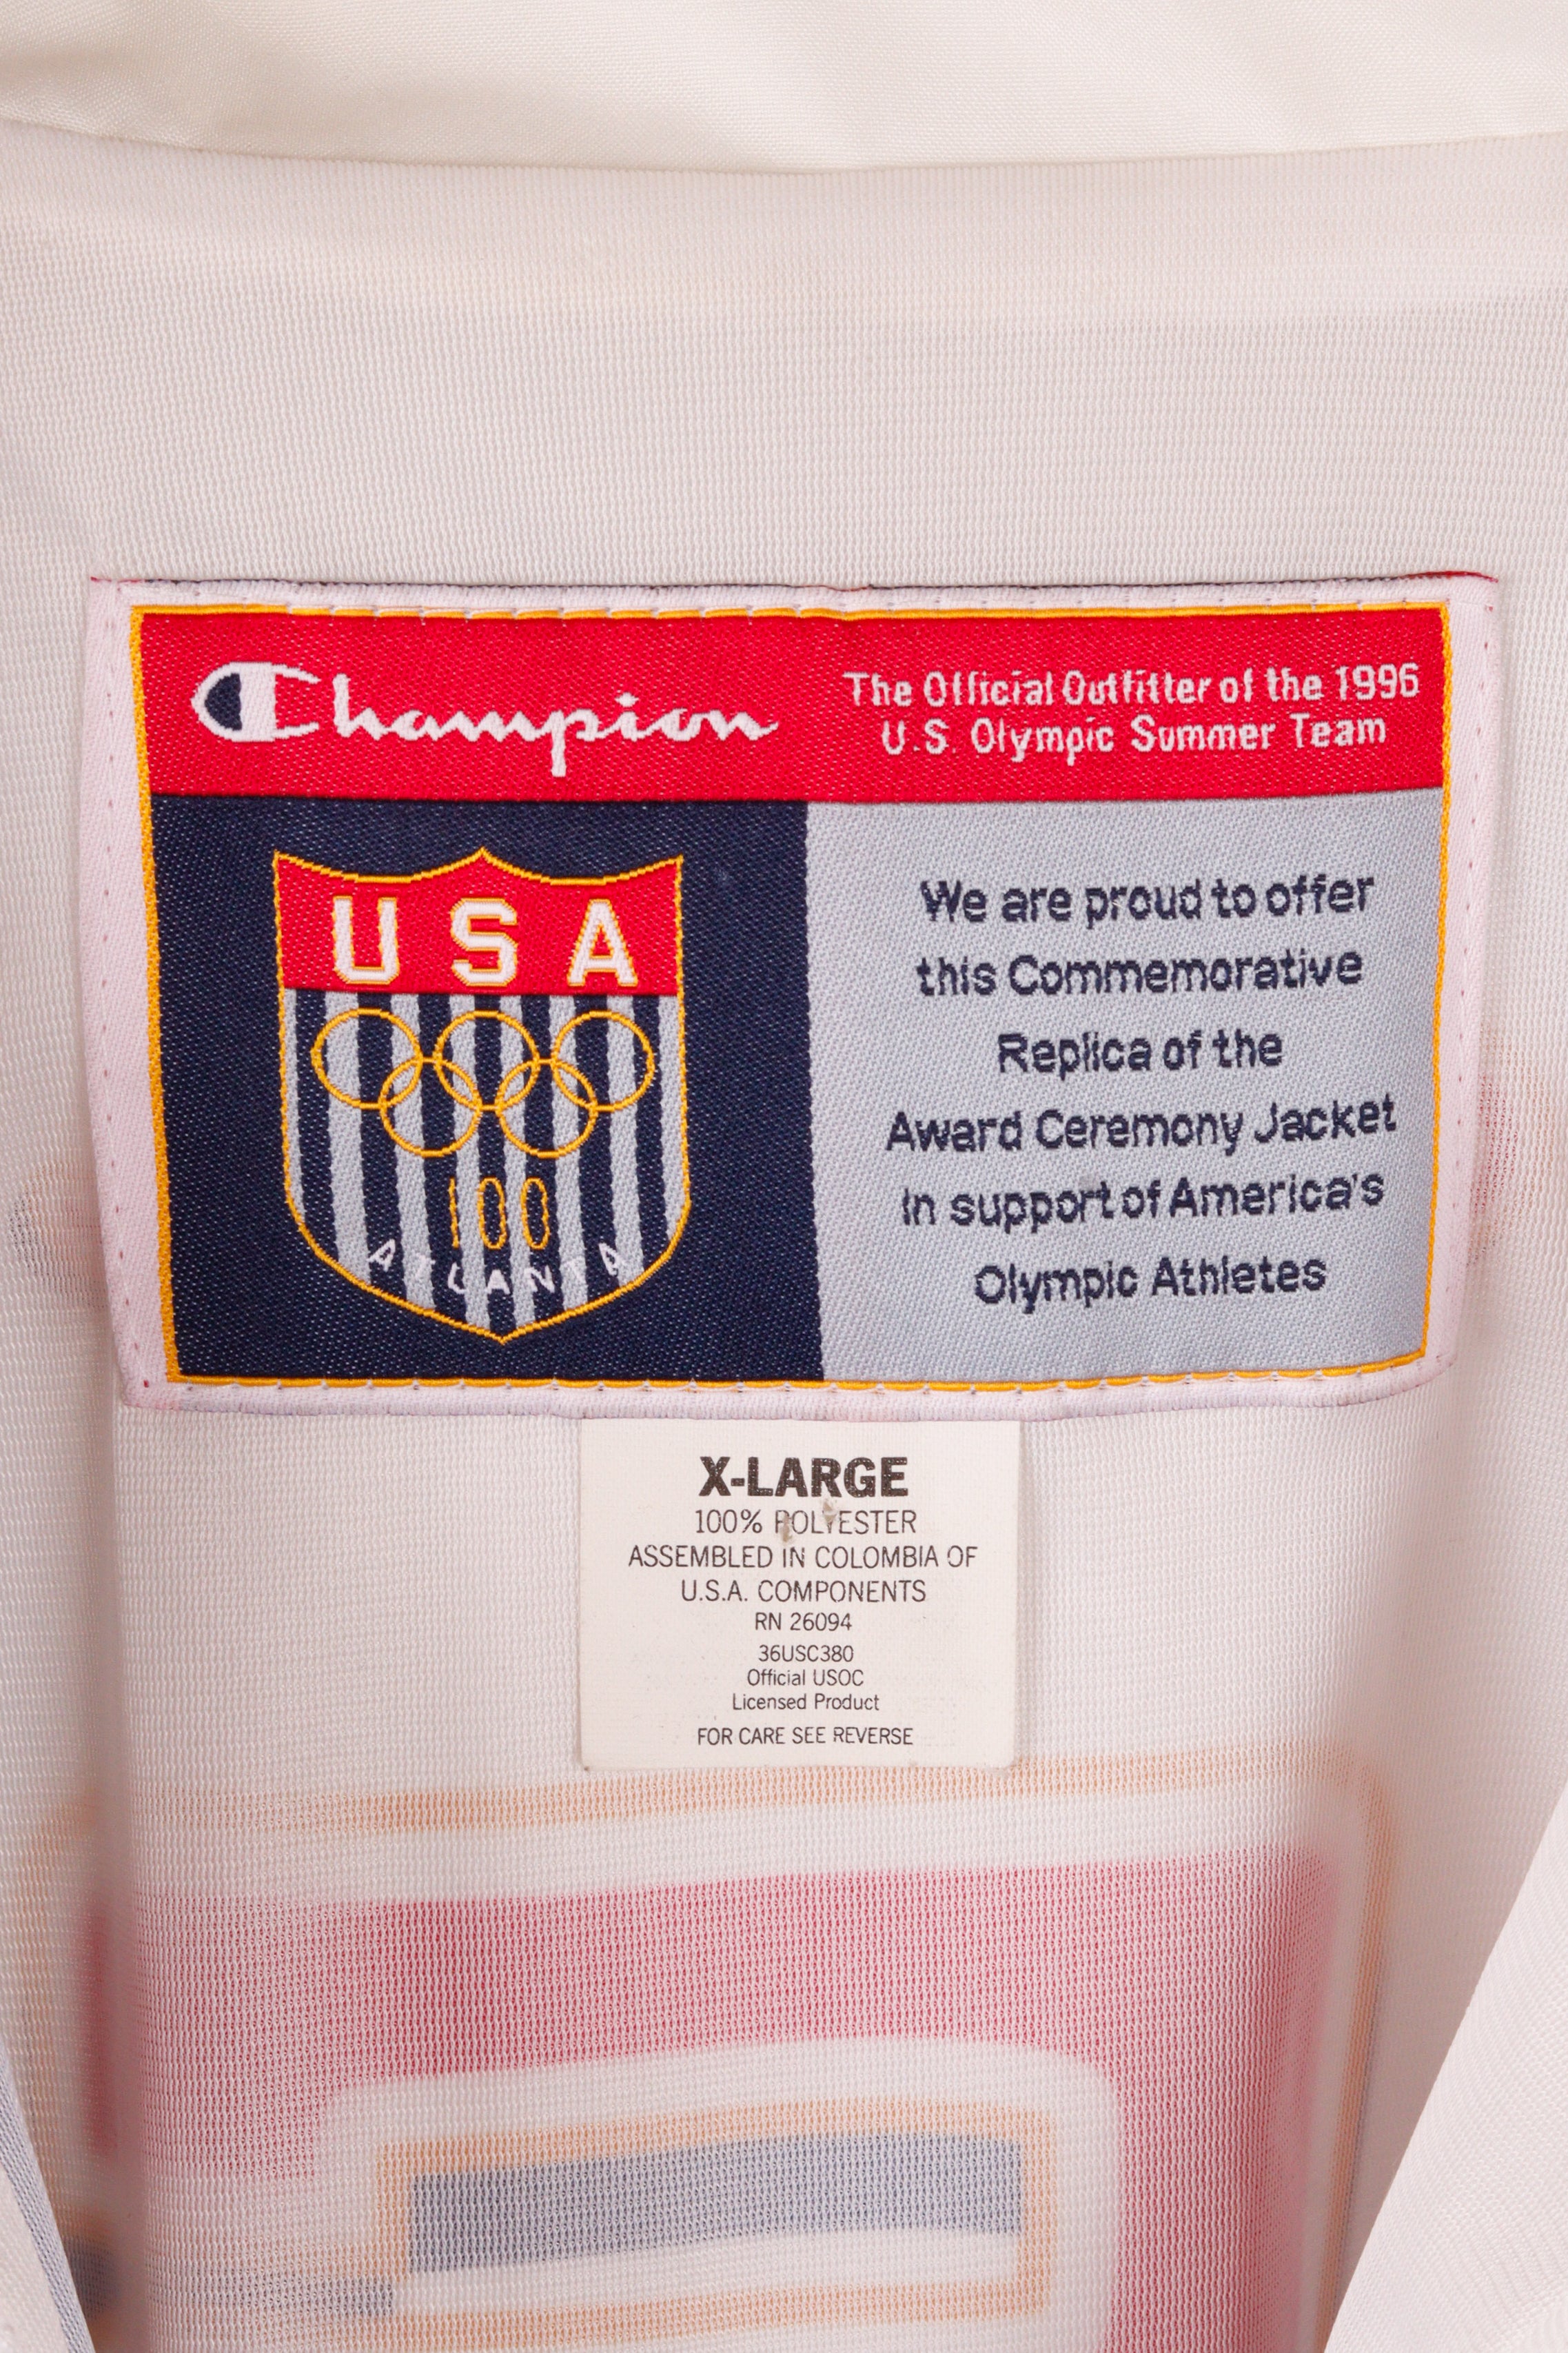 Champion
The Official Outfitter of the 1996
U.S. Olympic Summer Team
USA
100
ATLANTA
We are proud to offer
this Commemorative
Replica of the
Award Ceremony Jacket
in support of America's
Olympic Athletes
X-LARGE
100% POLYESTER
ASSEMBLED IN COLOMBIA OF
U.S.A. COMPONENTS
RN 26094
36USC380
Official USOC
Licensed Product
FOR CARE SEE REVERSE